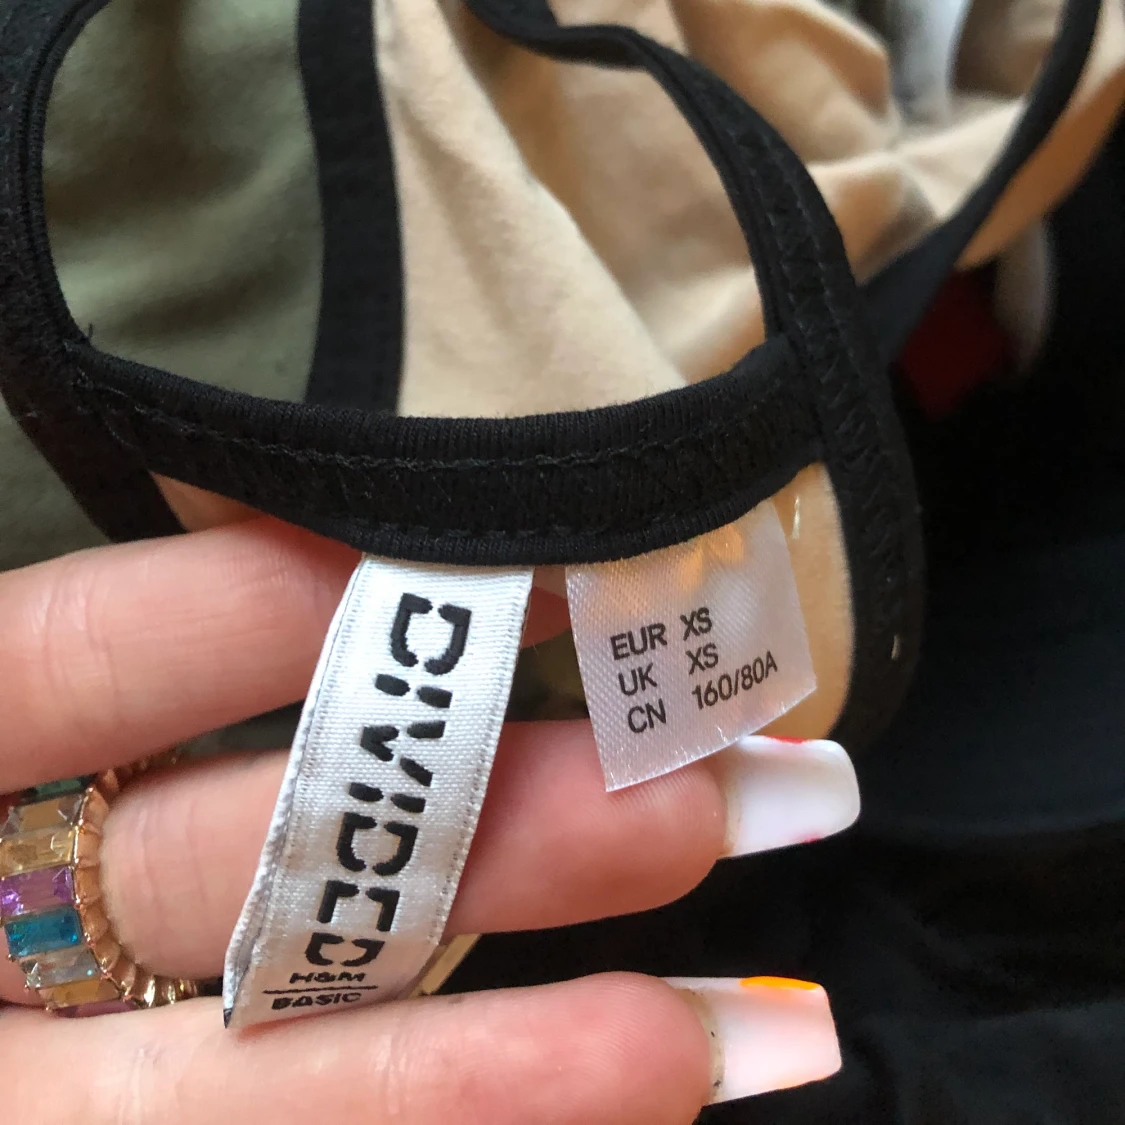 DIVIDED
H&M
BASIC
EUR XS
UK XS
CN 160/80A